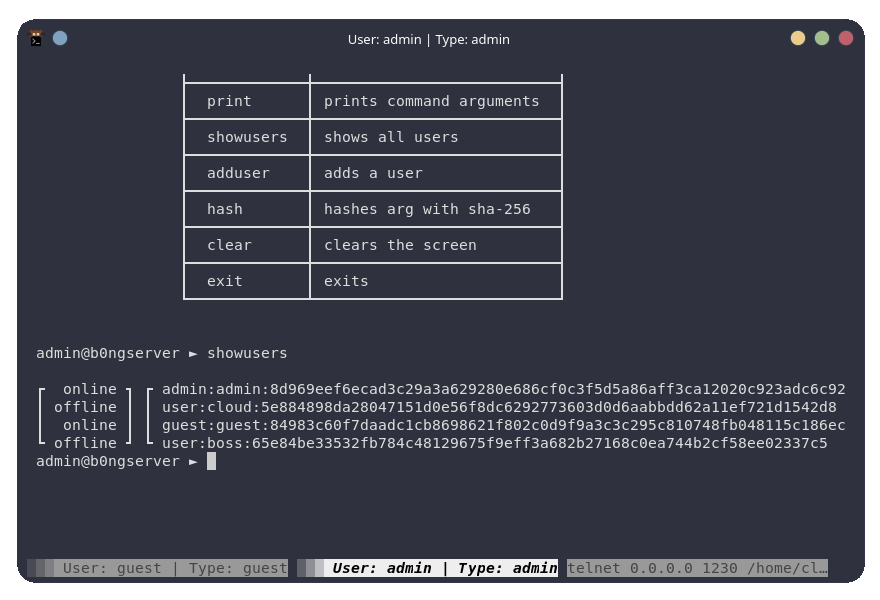 User: admin | Type: admin
print prints command arguments
showusers shows all users
adduser adds a user
hash hashes arg with sha-256
clear clears the screen
exit exits
admin@b0ngserver ► showusers
online admin:admin:8d969eef6ecad3c29a3a629280e686cf0c3f5d5a86aff3ca12020c923adc6c92
offline user:cloud:5e884898da28047151d0e56f8dc6292773603d0d6aabbdd62a11ef721d1542d8
online guest:guest:84983c60f7daadc1cb8698621f802c0d9f9a3c3c295c810748fb048115c186ec
offline user:boss:65e84be33532fb784c48129675f9eff3a682b27168c0ea744b2cf58ee02337c5
admin@b0ngserver ►
User: guest | Type: guest User: admin | Type: admin telnet 0.0.0.0 1230 /home/cl…